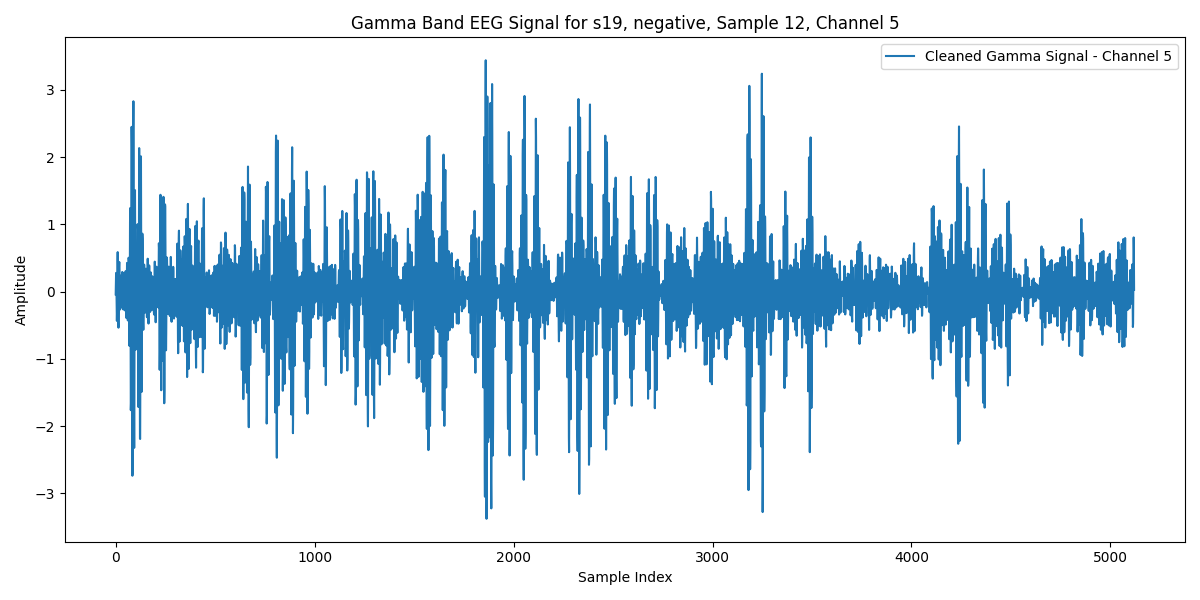 Gamma Band EEG Signal for s19, negative, Sample 12, Channel 5
Cleaned Gamma Signal - Channel 5
3
2
1
0
−1
−2
−3
Amplitude
0 1000 2000 3000 4000 5000
Sample Index